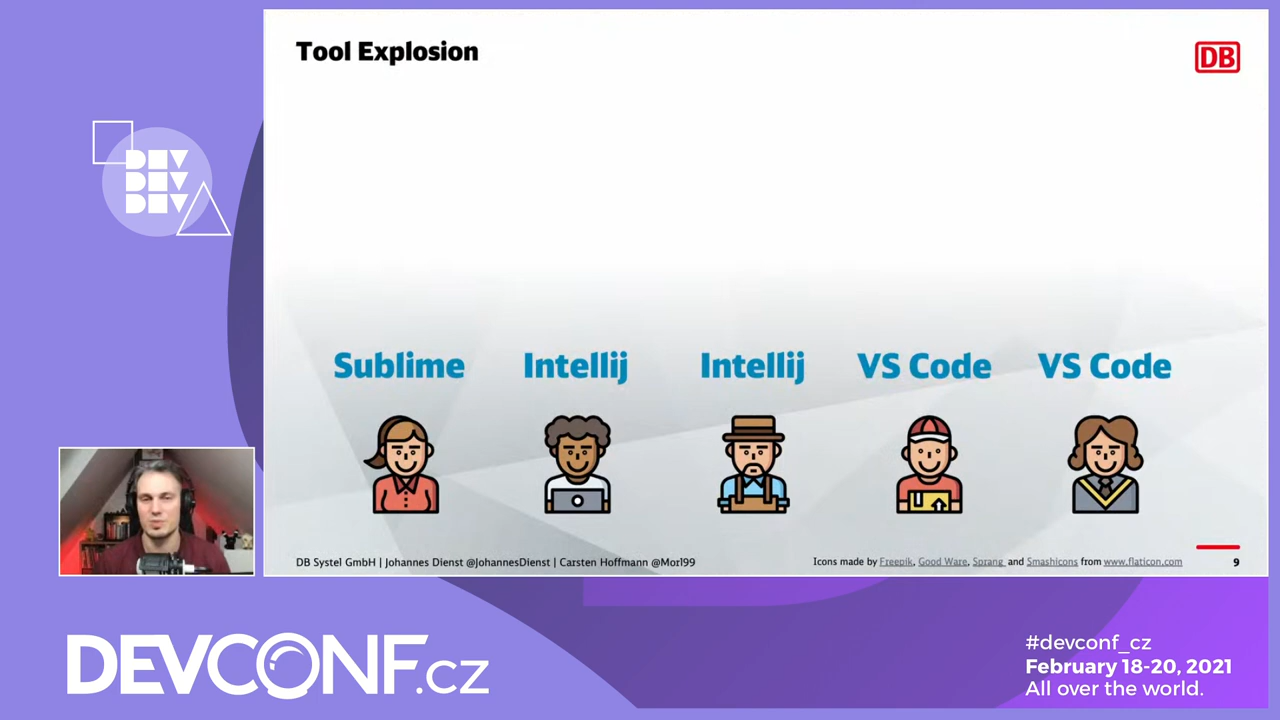 Tool Explosion
DB
DEV
DEV
DEV
Sublime Intellij Intellij VS Code VS Code
DB Systel GmbH | Johannes Dienst @JohannesDienst | Carsten Hoffmann @Mor199
Icons made by Freepik, Good Ware, Sprang and Smashicons from www.flaticon.com
9
DEVCONF.CZ
#devconf_cz
February 18-20, 2021
All over the world.